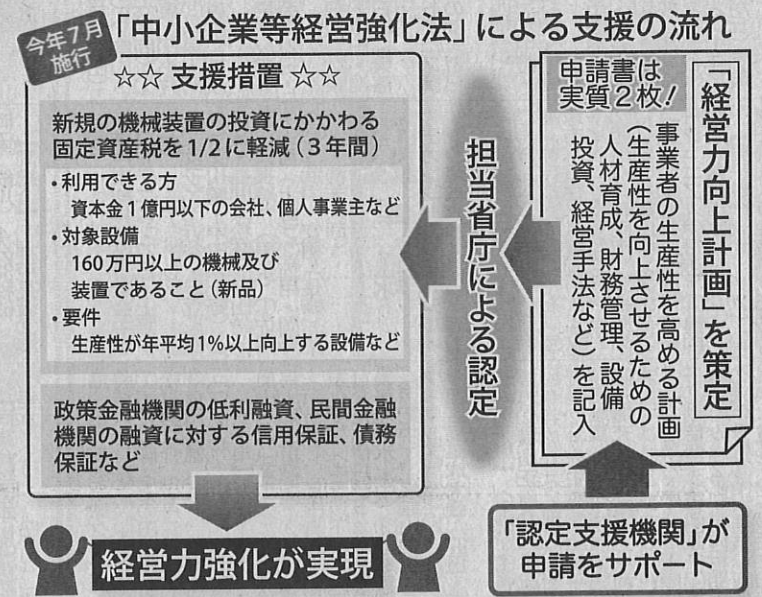 今年7月
施行
「中小企業等経営強化法」による支援の流れ
☆☆ 支援措置 ☆☆
新規の機械装置の投資にかかわる
固定資産税を1/2に軽減（3年間）
・利用できる方
資本金1億円以下の会社、個人事業主など
・対象設備
160万円以上の機械及び
装置であること（新品）
・要件
生産性が年平均1%以上向上する設備など
政策金融機関の低利融資、民間金融
機関の融資に対する信用保証、債務
保証など
経営力強化が実現
担当省庁による認定
申請書は
実質2枚!
「経営力向上計画」を策定
事業者の生産性を高める計画
（生産性を向上させるための
人材育成、財務管理、設備
投資、経営手法など）を記入
「認定支援機関」が
申請をサポート